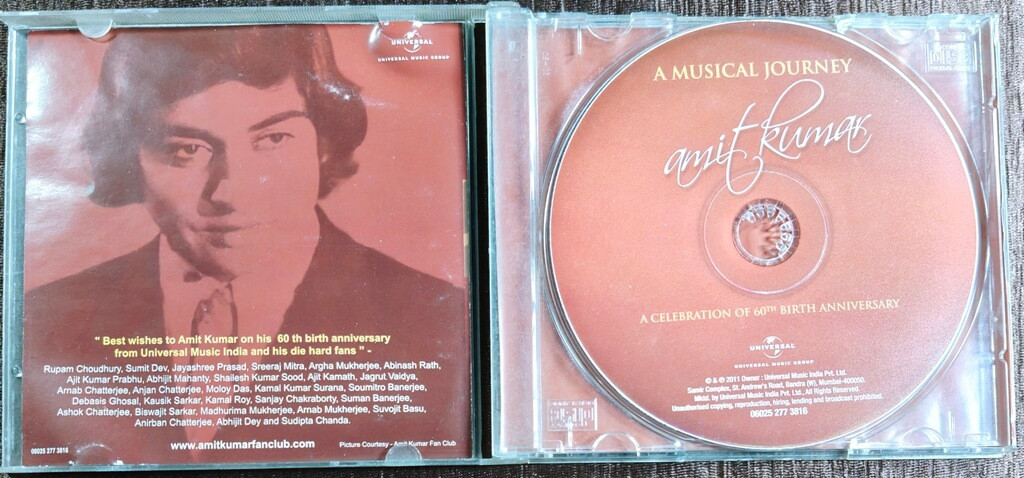 UNIVERSAL
UNIVERSAL MUSIC GROUP
" Best wishes to Amit Kumar on his 60 th birth anniversary
from Universal Music India and his die hard fans " -
Rupam Choudhury, Sumit Dev, Jayashree Prasad, Sreeraj Mitra, Argha Mukherjee, Abinash Rath,
Ajit Kumar Prabhu, Abhijit Mahanty, Shailesh Kumar Sood, Ajit Kamath, Jagrut Vaidya,
Arnab Chatterjee, Anjan Chatterjee, Moloy Das, Kamal Kumar Surana, Soumitro Banerjee,
Debasis Ghosal, Kausik Sarkar, Kamal Roy, Sanjay Chakraborty, Suman Banerjee,
Ashok Chatterjee, Biswajit Sarkar, Madhurima Mukherjee, Arnab Mukherjee, Suvojit Basu,
Anirban Chatterjee, Abhijit Dey and Sudipta Chanda.
www.amitkumarfanclub.com
Picture Courtesy - Amit Kumar Fan Club
06025 277 3816
A MUSICAL JOURNEY
amit kumar
A CELEBRATION OF 60TH BIRTH ANNIVERSARY
UNIVERSAL
UNIVERSAL MUSIC GROUP
℗ & © 2011 Owner : Universal Music India Pvt. Ltd.
Samir Complex, St. Andrew's Road, Bandra (W), Mumbai-400050.
Mktd. by Universal Music India Pvt. Ltd., All Rights Reserved.
Unauthorised copying, reproduction, hiring, lending and broadcast prohibited.
06025 277 3816